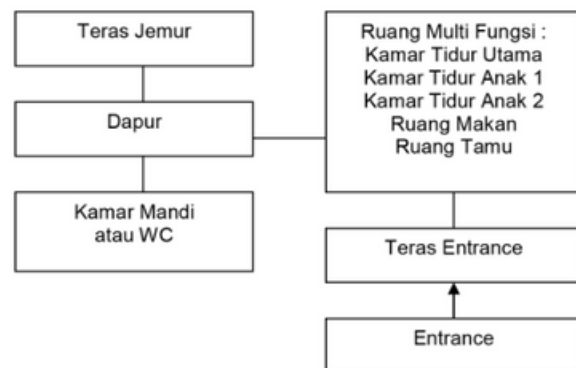 Teras Jemur
Dapur
Kamar Mandi
atau WC
Ruang Multi Fungsi :
Kamar Tidur Utama
Kamar Tidur Anak 1
Kamar Tidur Anak 2
Ruang Makan
Ruang Tamu
Teras Entrance
Entrance